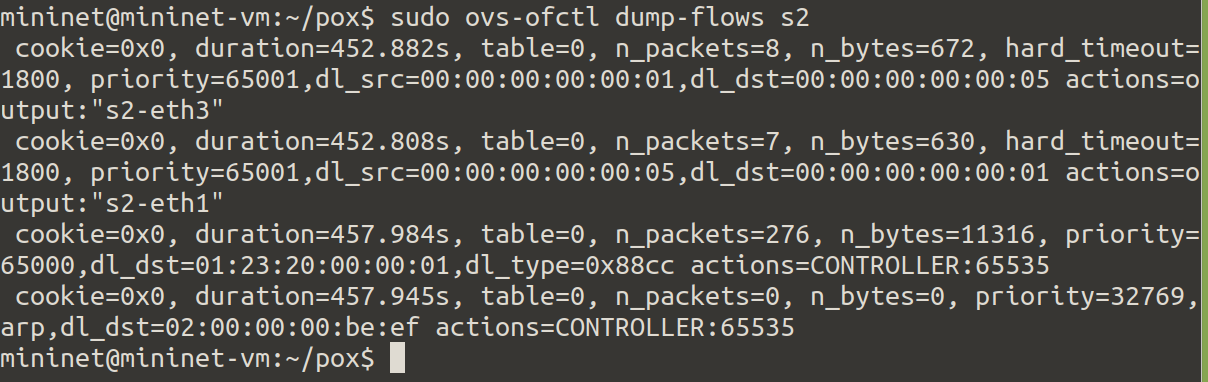 mininet@mininet-vm:~/pox$ sudo ovs-ofctl dump-flows s2
 cookie=0x0, duration=452.882s, table=0, n_packets=8, n_bytes=672, hard_timeout=
1800, priority=65001,dl_src=00:00:00:00:00:01,dl_dst=00:00:00:00:00:05 actions=o
utput:"s2-eth3"
 cookie=0x0, duration=452.808s, table=0, n_packets=7, n_bytes=630, hard_timeout=
1800, priority=65001,dl_src=00:00:00:00:00:05,dl_dst=00:00:00:00:00:01 actions=o
utput:"s2-eth1"
 cookie=0x0, duration=457.984s, table=0, n_packets=276, n_bytes=11316, priority=
65000,dl_dst=01:23:20:00:00:01,dl_type=0x88cc actions=CONTROLLER:65535
 cookie=0x0, duration=457.945s, table=0, n_packets=0, n_bytes=0, priority=32769,
arp,dl_dst=02:00:00:00:be:ef actions=CONTROLLER:65535
mininet@mininet-vm:~/pox$